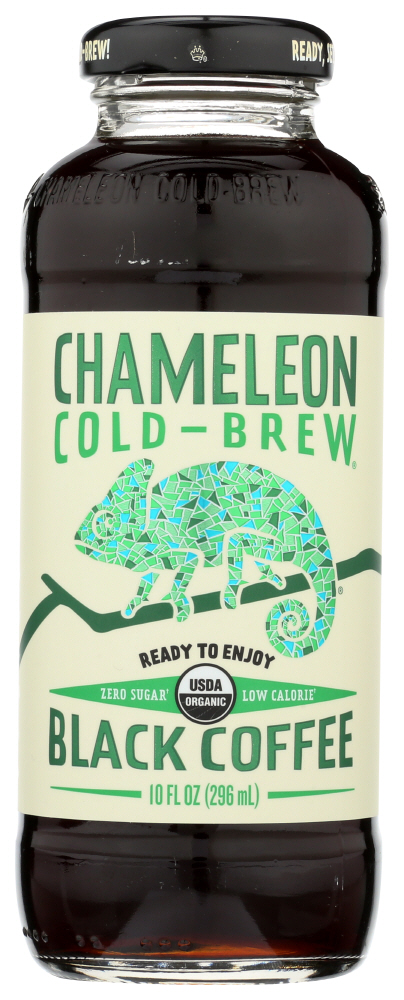 -BREW!
READY, SE
CHAMELEON COLD-BREW
CHAMELEON
COLD-BREW®
®
READY TO ENJOY
ZERO SUGAR†
USDA
ORGANIC
LOW CALORIE†
BLACK COFFEE
10 FL OZ (296 mL)